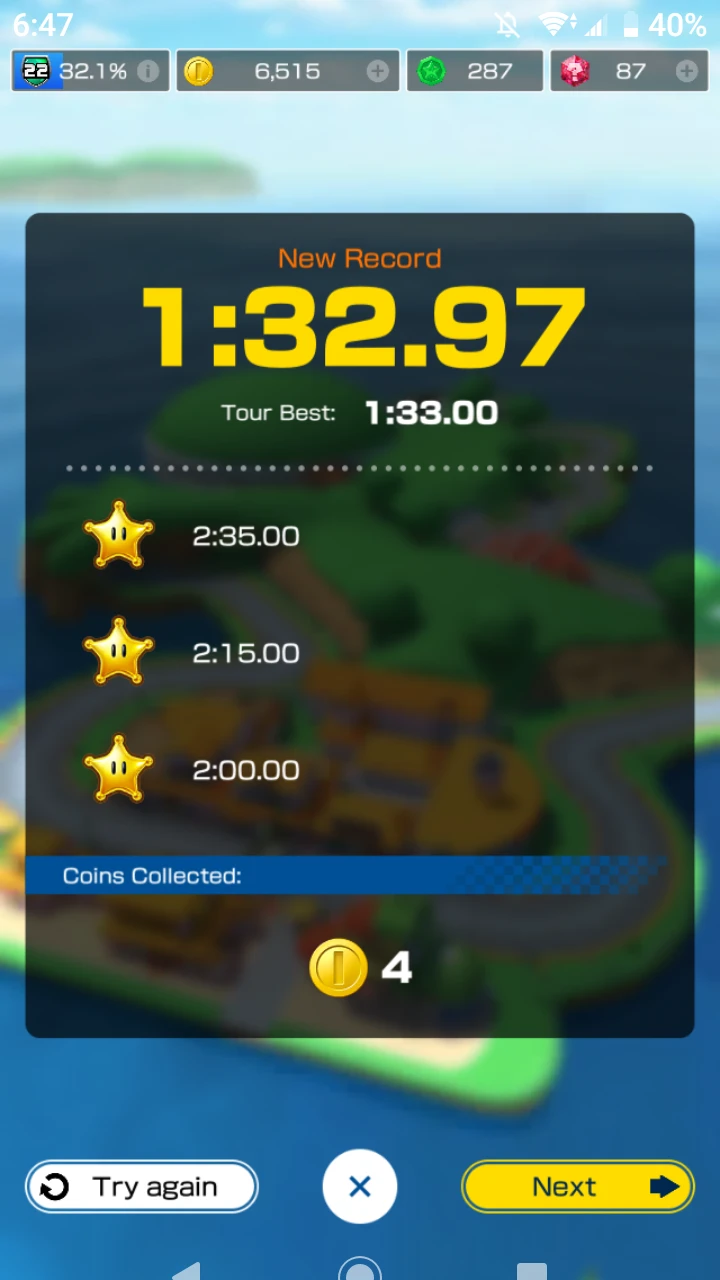 6:47 40%
22 32.1% 6,515 287 87
New Record
1:32.97
Tour Best: 1:33.00
2:35.00
2:15.00
2:00.00
Coins Collected:
4
Try again × Next